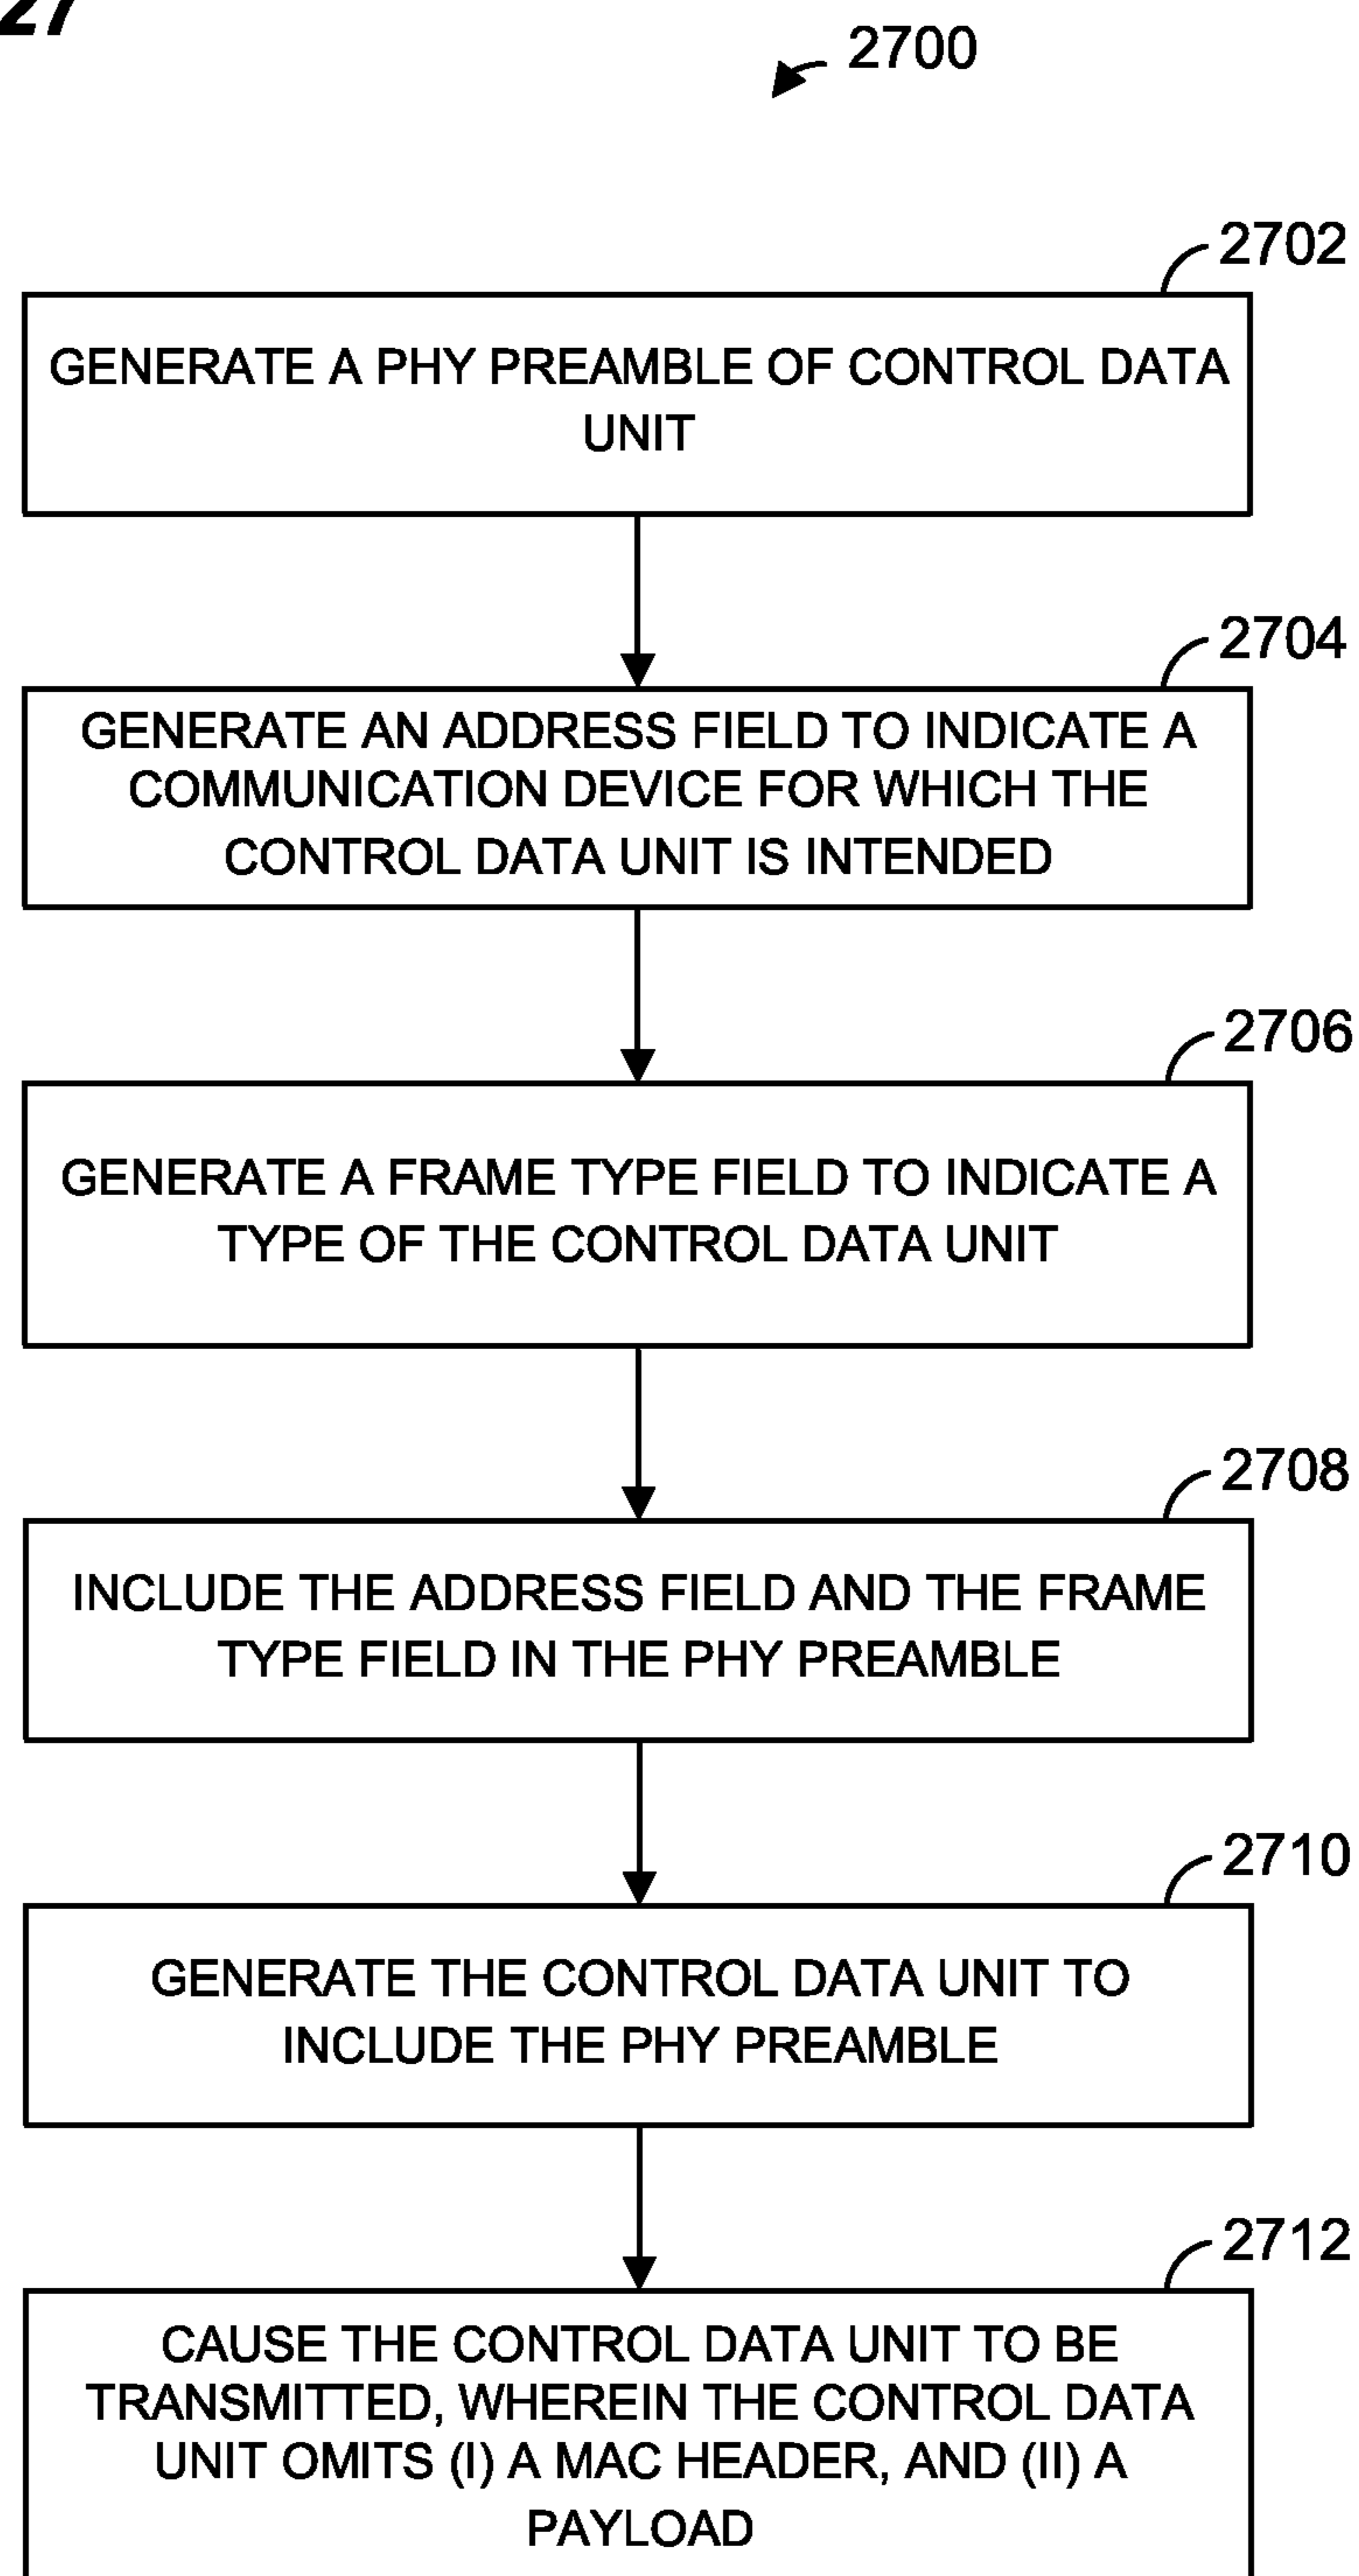 27
2700
2702
GENERATE A PHY PREAMBLE OF CONTROL DATA
UNIT
2704
GENERATE AN ADDRESS FIELD TO INDICATE A
COMMUNICATION DEVICE FOR WHICH THE
CONTROL DATA UNIT IS INTENDED
2706
GENERATE A FRAME TYPE FIELD TO INDICATE A
TYPE OF THE CONTROL DATA UNIT
2708
INCLUDE THE ADDRESS FIELD AND THE FRAME
TYPE FIELD IN THE PHY PREAMBLE
2710
GENERATE THE CONTROL DATA UNIT TO
INCLUDE THE PHY PREAMBLE
2712
CAUSE THE CONTROL DATA UNIT TO BE
TRANSMITTED, WHEREIN THE CONTROL DATA
UNIT OMITS (I) A MAC HEADER, AND (II) A
PAYLOAD